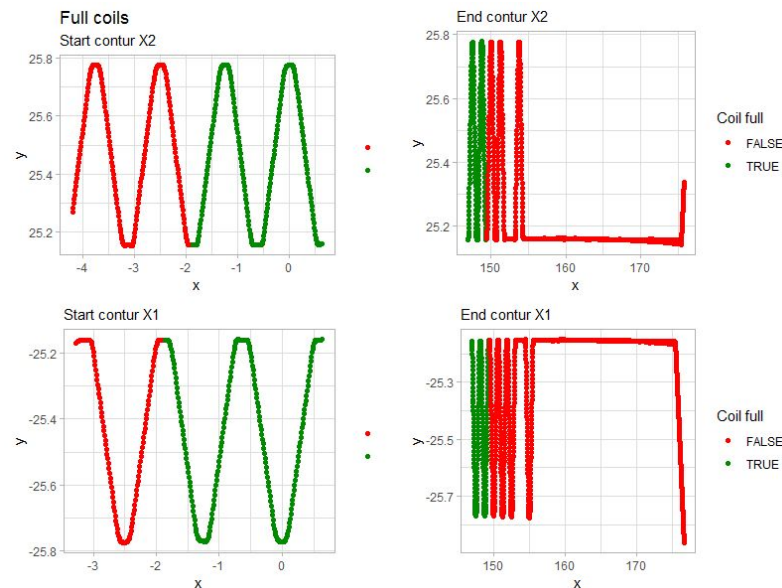 Full coils
Start contur X2
25.8
25.6
25.4
25.2
y
-4
-3
-2
-1
0
x
End contur X2
25.8
25.6
25.4
25.2
y
150
160
170
x
Coil full
FALSE
TRUE
Start contur X1
-25.2
-25.4
-25.6
-25.8
y
-3
-2
-1
0
x
End contur X1
-25.3
-25.5
-25.7
y
150
160
170
x
Coil full
FALSE
TRUE